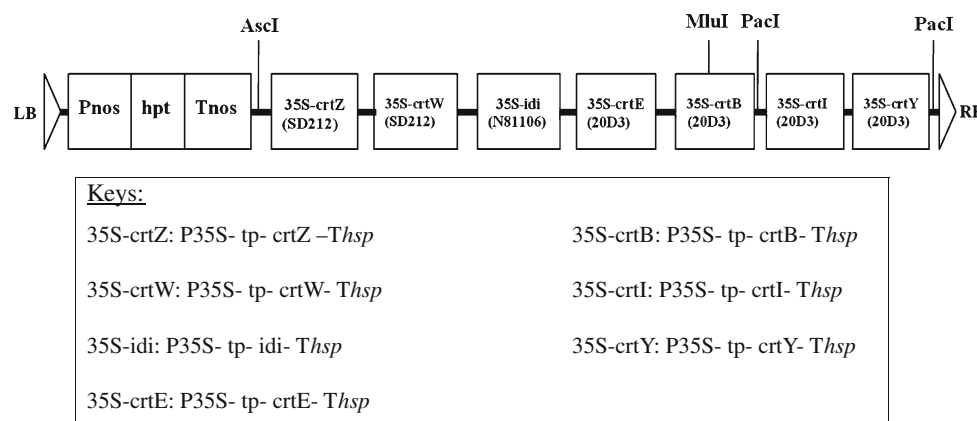 AscI MluI PacI PacI
LB Pnos hpt Tnos 35S-crtZ (SD212) 35S-crtW (SD212) 35S-idi (N81106) 35S-crtE (20D3) 35S-crtB (20D3) 35S-crtI (20D3) 35S-crtY (20D3)
Keys:
35S-crtZ: P35S- tp- crtZ –Thsp 35S-crtB: P35S- tp- crtB- Thsp
35S-crtW: P35S- tp- crtW- Thsp 35S-crtI: P35S- tp- crtI- Thsp
35S-idi: P35S- tp- idi- Thsp 35S-crtY: P35S- tp- crtY- Thsp
35S-crtE: P35S- tp- crtE- Thsp